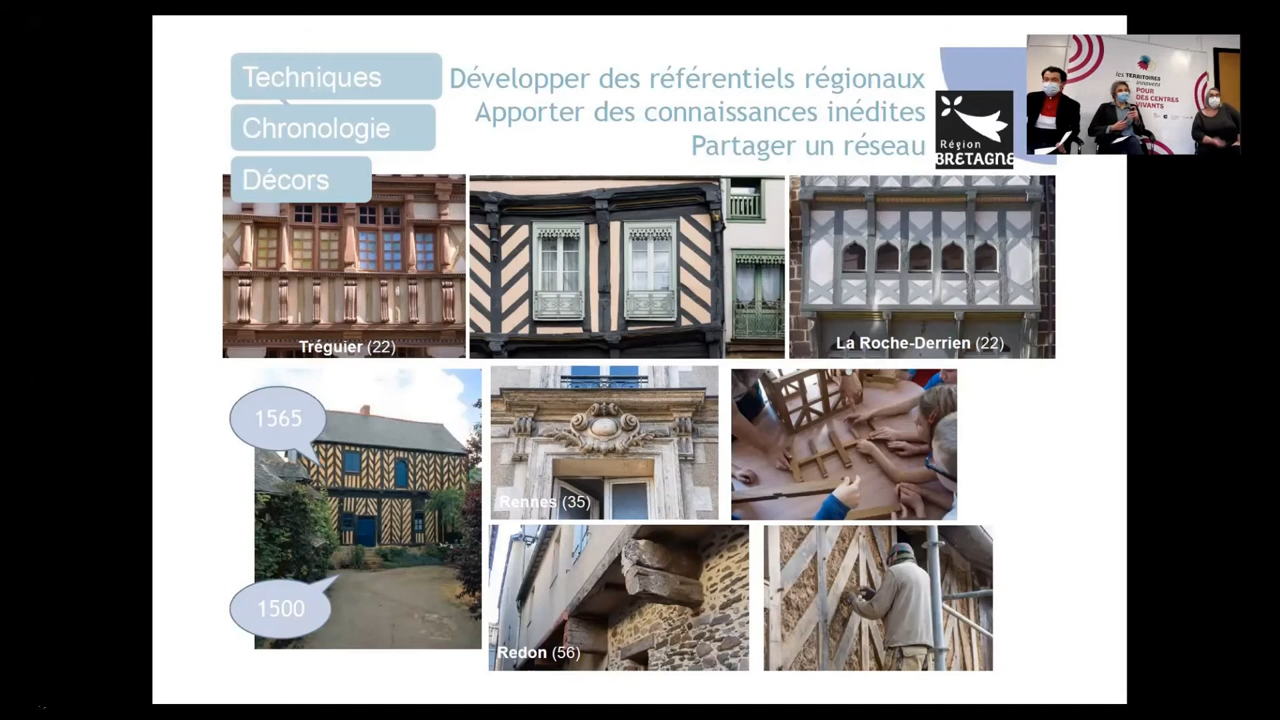 Techniques
Chronologie
Décors
Développer des référentiels régionaux
Apporter des connaissances inédites
Partager un réseau
Région
BRETAGNE
les TERRITOIRES
innovent
POUR
DES CENTRES
VIVANTS
Tréguier (22)
La Roche-Derrien (22)
1565
Rennes (35)
1500
Redon (56)